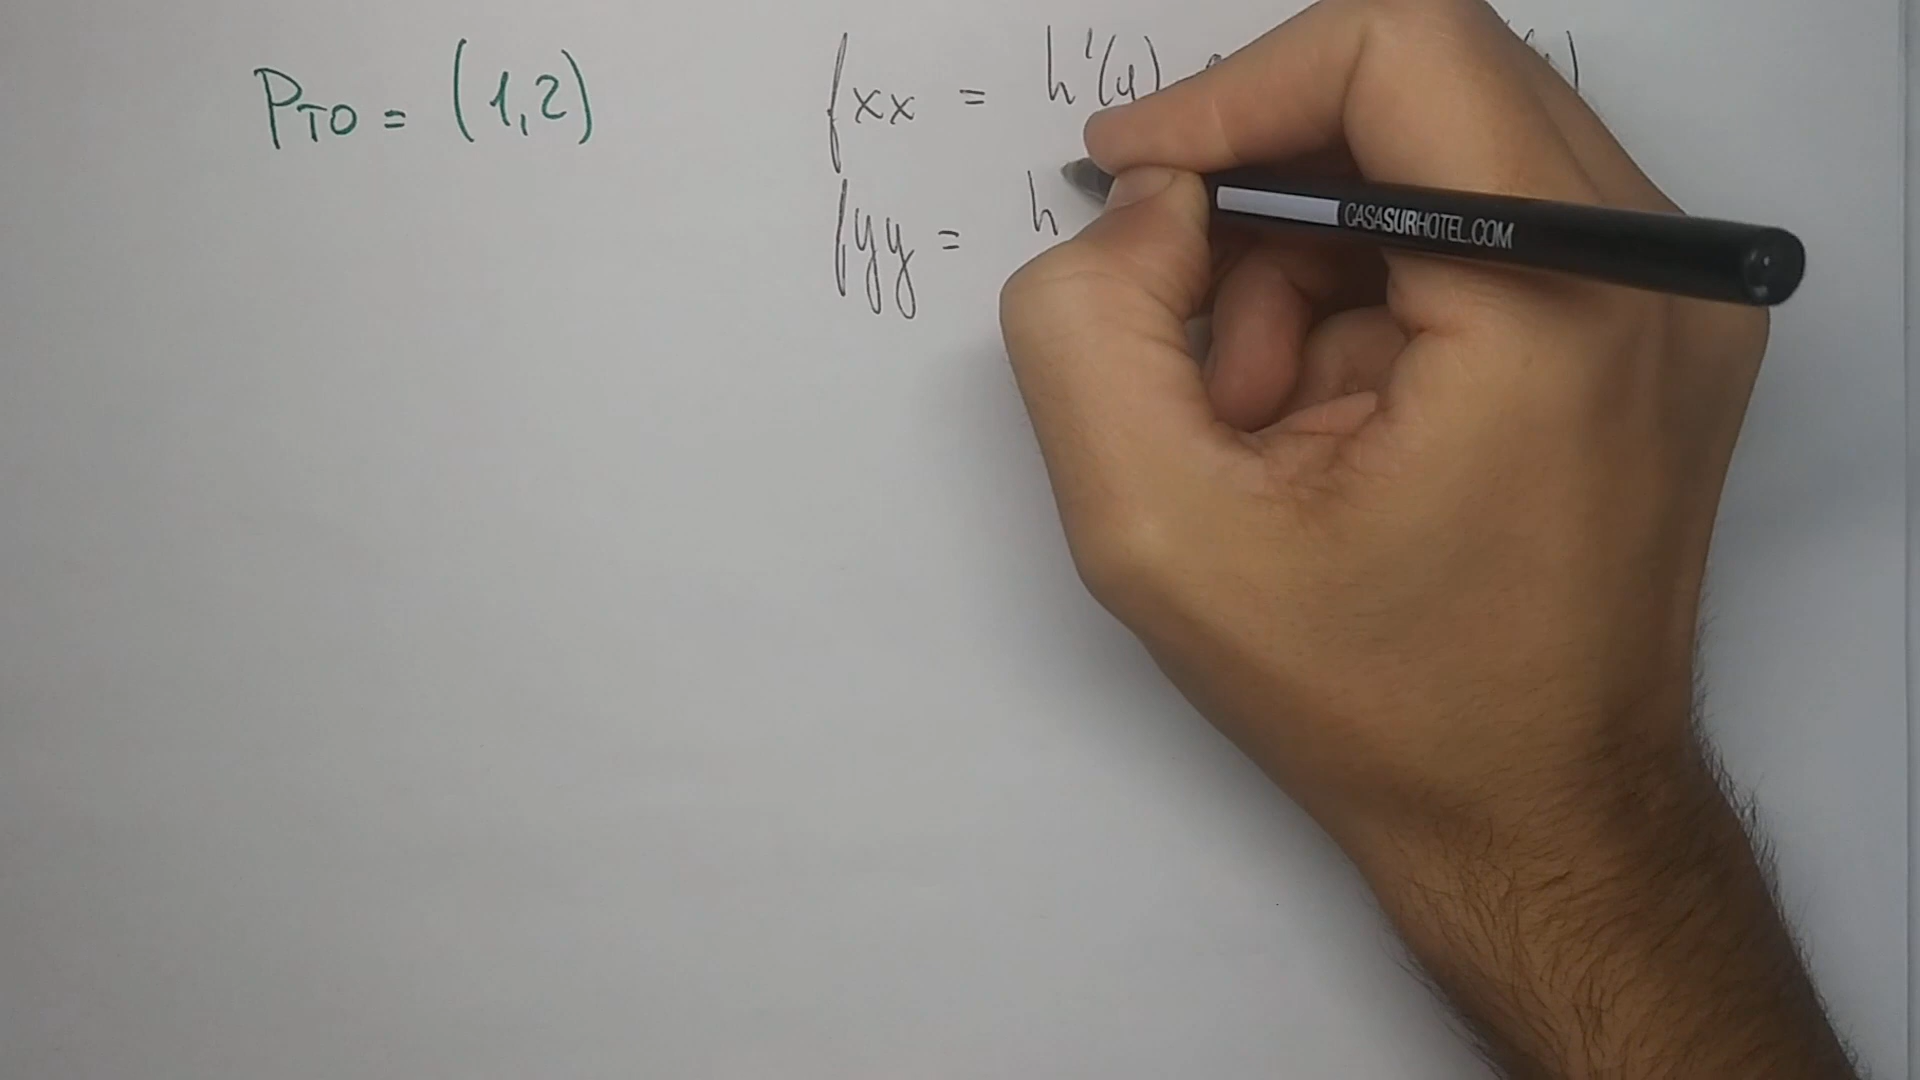 PTO = (1,2)
fxx = h'(y)
fyy = h
CASASURHOTEL.COM